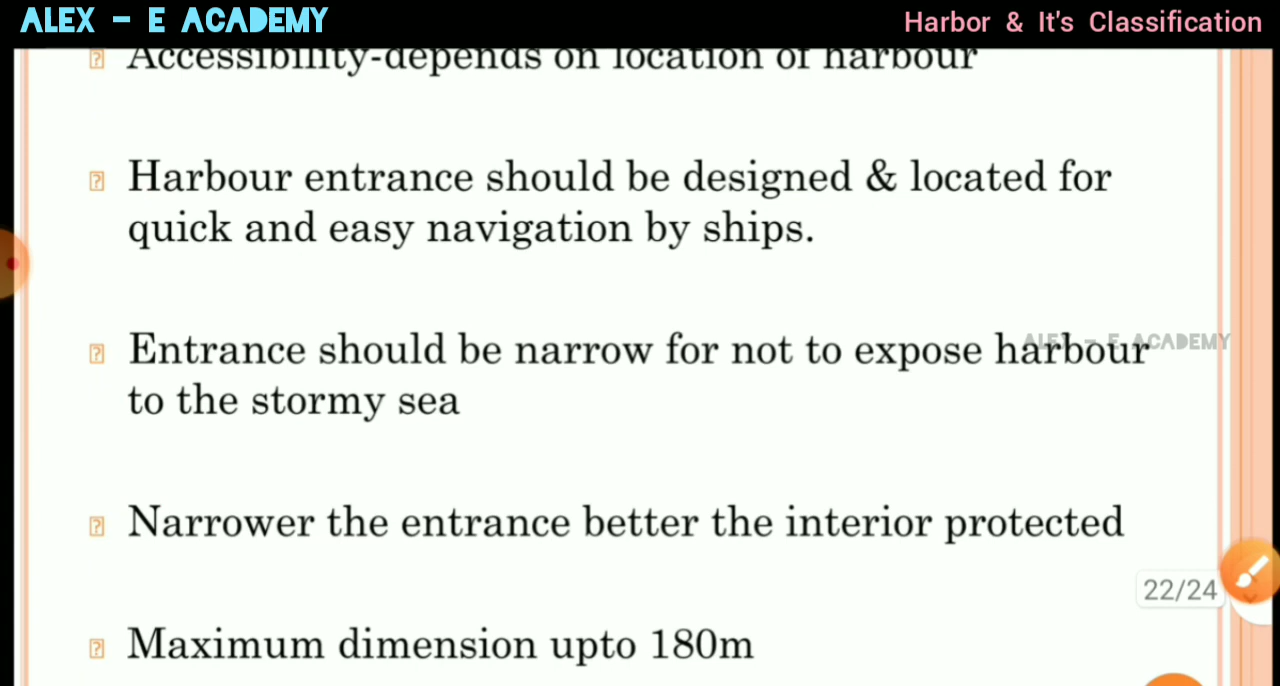 ALEX - E ACADEMY
Harbor & It's Classification
Accessibility-depends on location of harbour
Harbour entrance should be designed & located for
quick and easy navigation by ships.
Entrance should be narrow for not to expose harbour
ALEX - E ACADEMY
to the stormy sea
Narrower the entrance better the interior protected
22/24
Maximum dimension upto 180m